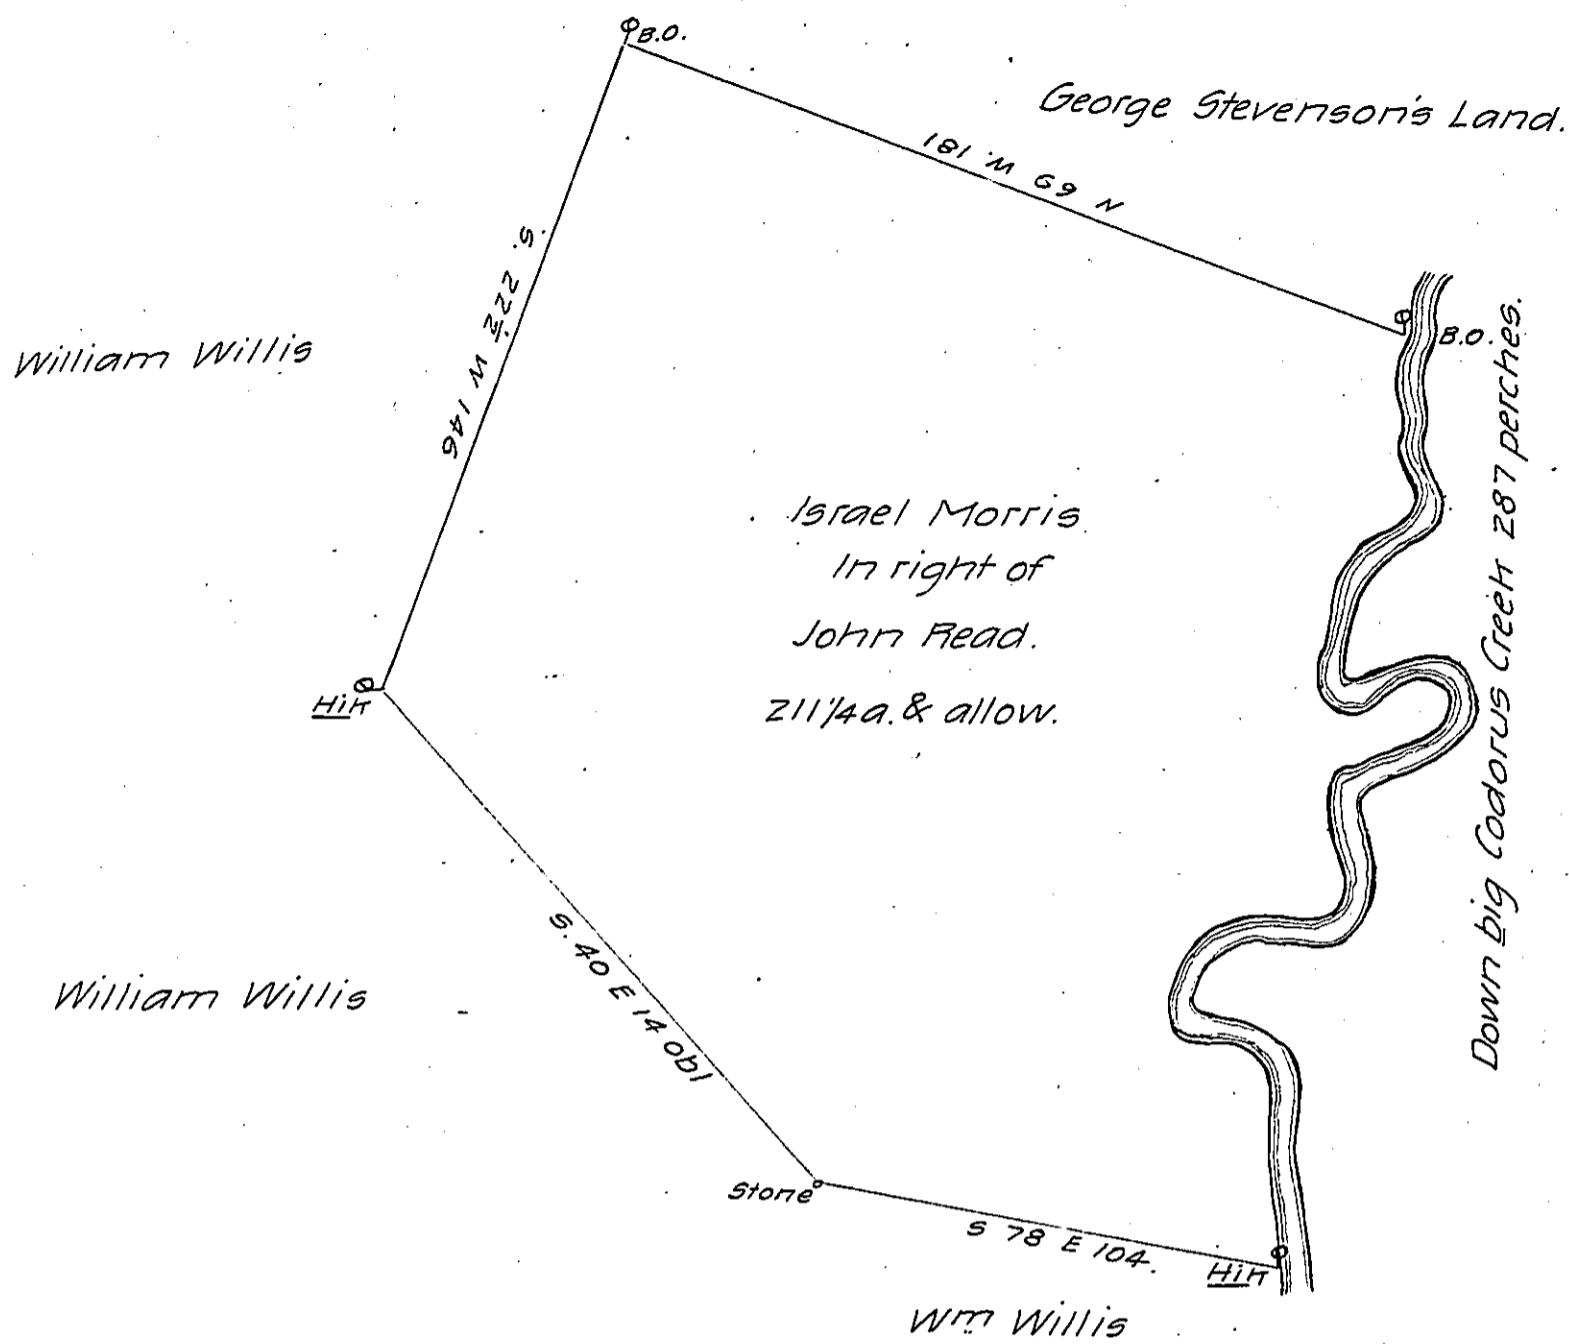 B.O.
George Stevenson's Land.
N 69 W. 181
S. 22½ W 146
B.O.
William Willis
Down big Codorus Creek 287 perches.
Israel Morris
In right of
John Read.
211¼a. & allow.
Hik
William Willis
S. 40 E 140bl
Stone
S 78 E 104.
Hik
Wm Willis